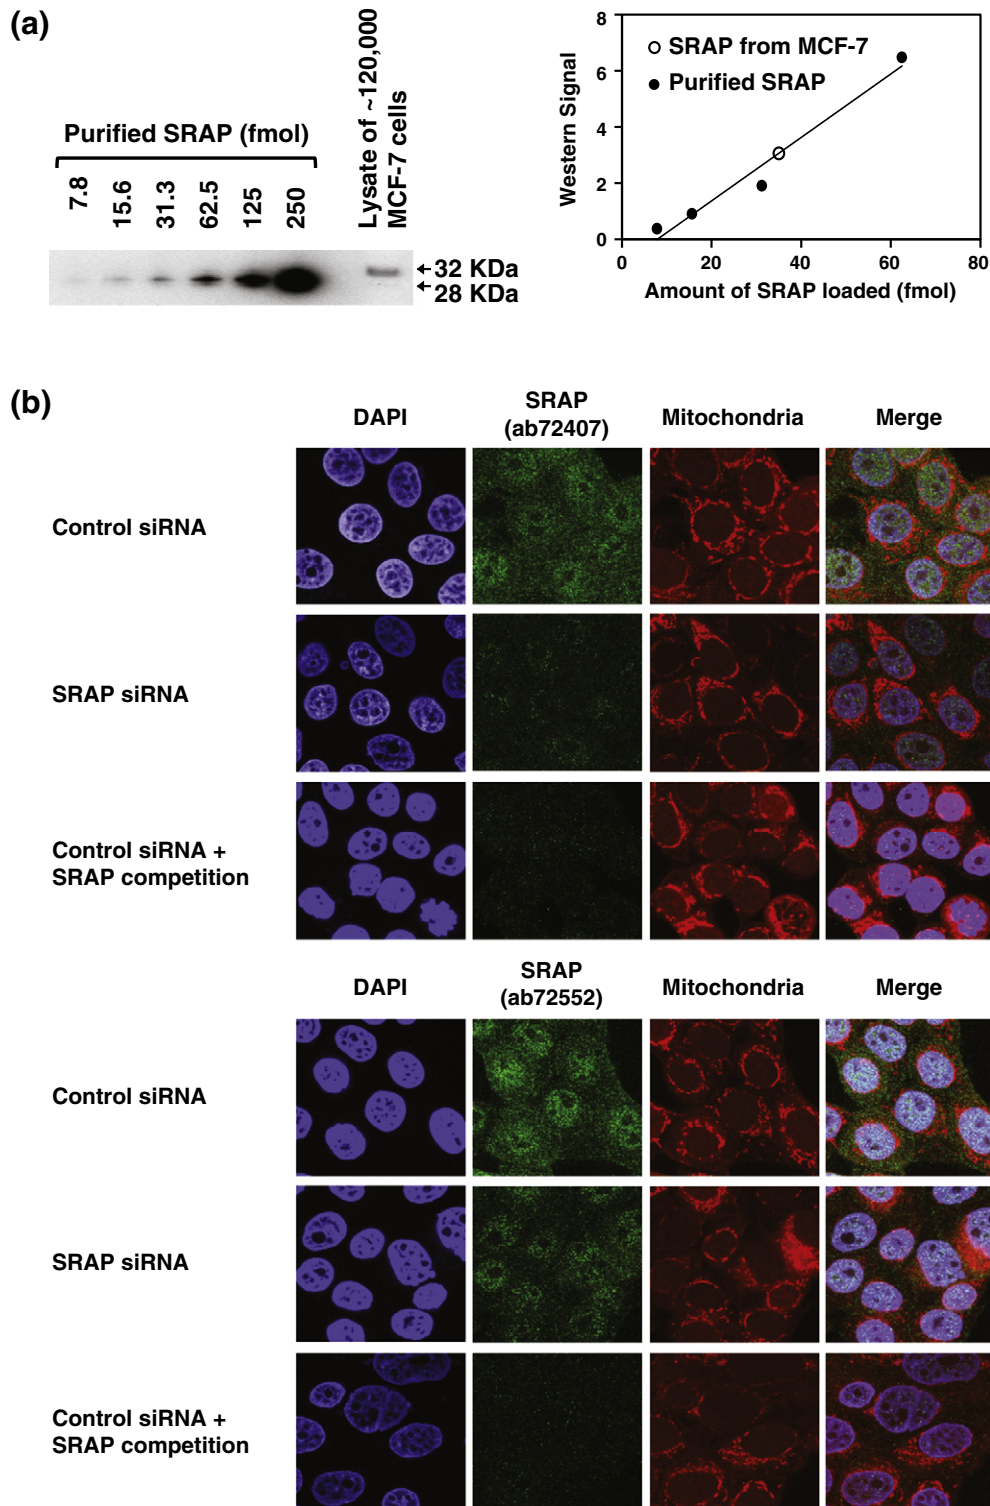 (a)
Purified SRAP (fmol)
7.8
15.6
31.3
62.5
125
250
Lysate of ~120,000
MCF-7 cells
32 KDa
28 KDa
Western Signal
8
6
4
2
0
SRAP from MCF-7
Purified SRAP
0 20 40 60 80
Amount of SRAP loaded (fmol)
(b)
DAPI
SRAP
(ab72407)
Mitochondria
Merge
Control siRNA
SRAP siRNA
Control siRNA +
SRAP competition
DAPI
SRAP
(ab72552)
Mitochondria
Merge
Control siRNA
SRAP siRNA
Control siRNA +
SRAP competition